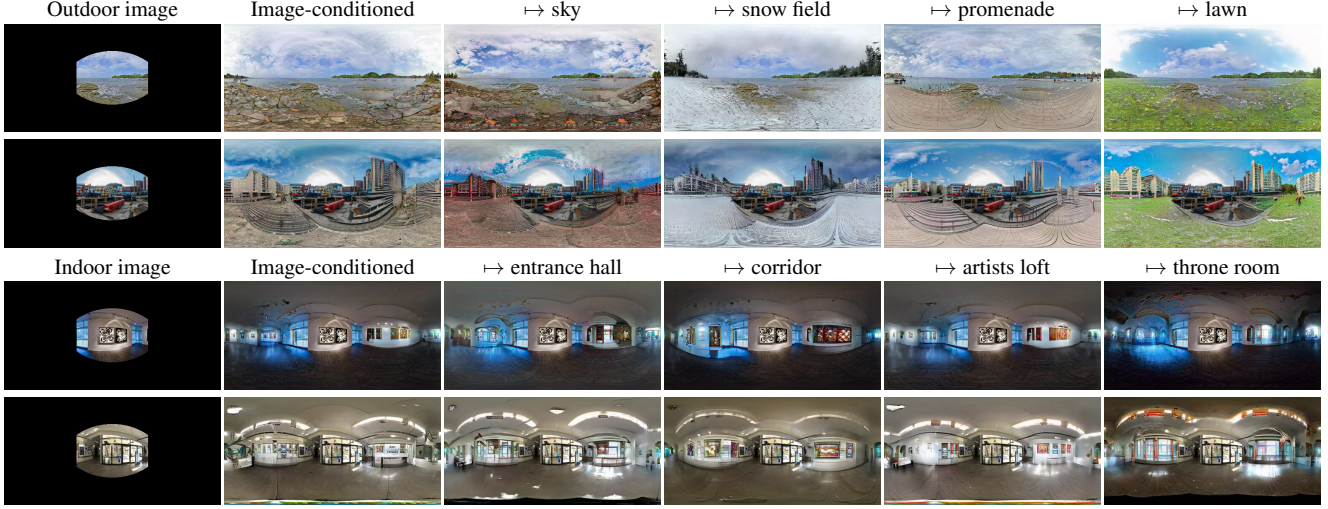 Outdoor image Image-conditioned ↦ sky ↦ snow field ↦ promenade ↦ lawn
Indoor image Image-conditioned ↦ entrance hall ↦ corridor ↦ artists loft ↦ throne room